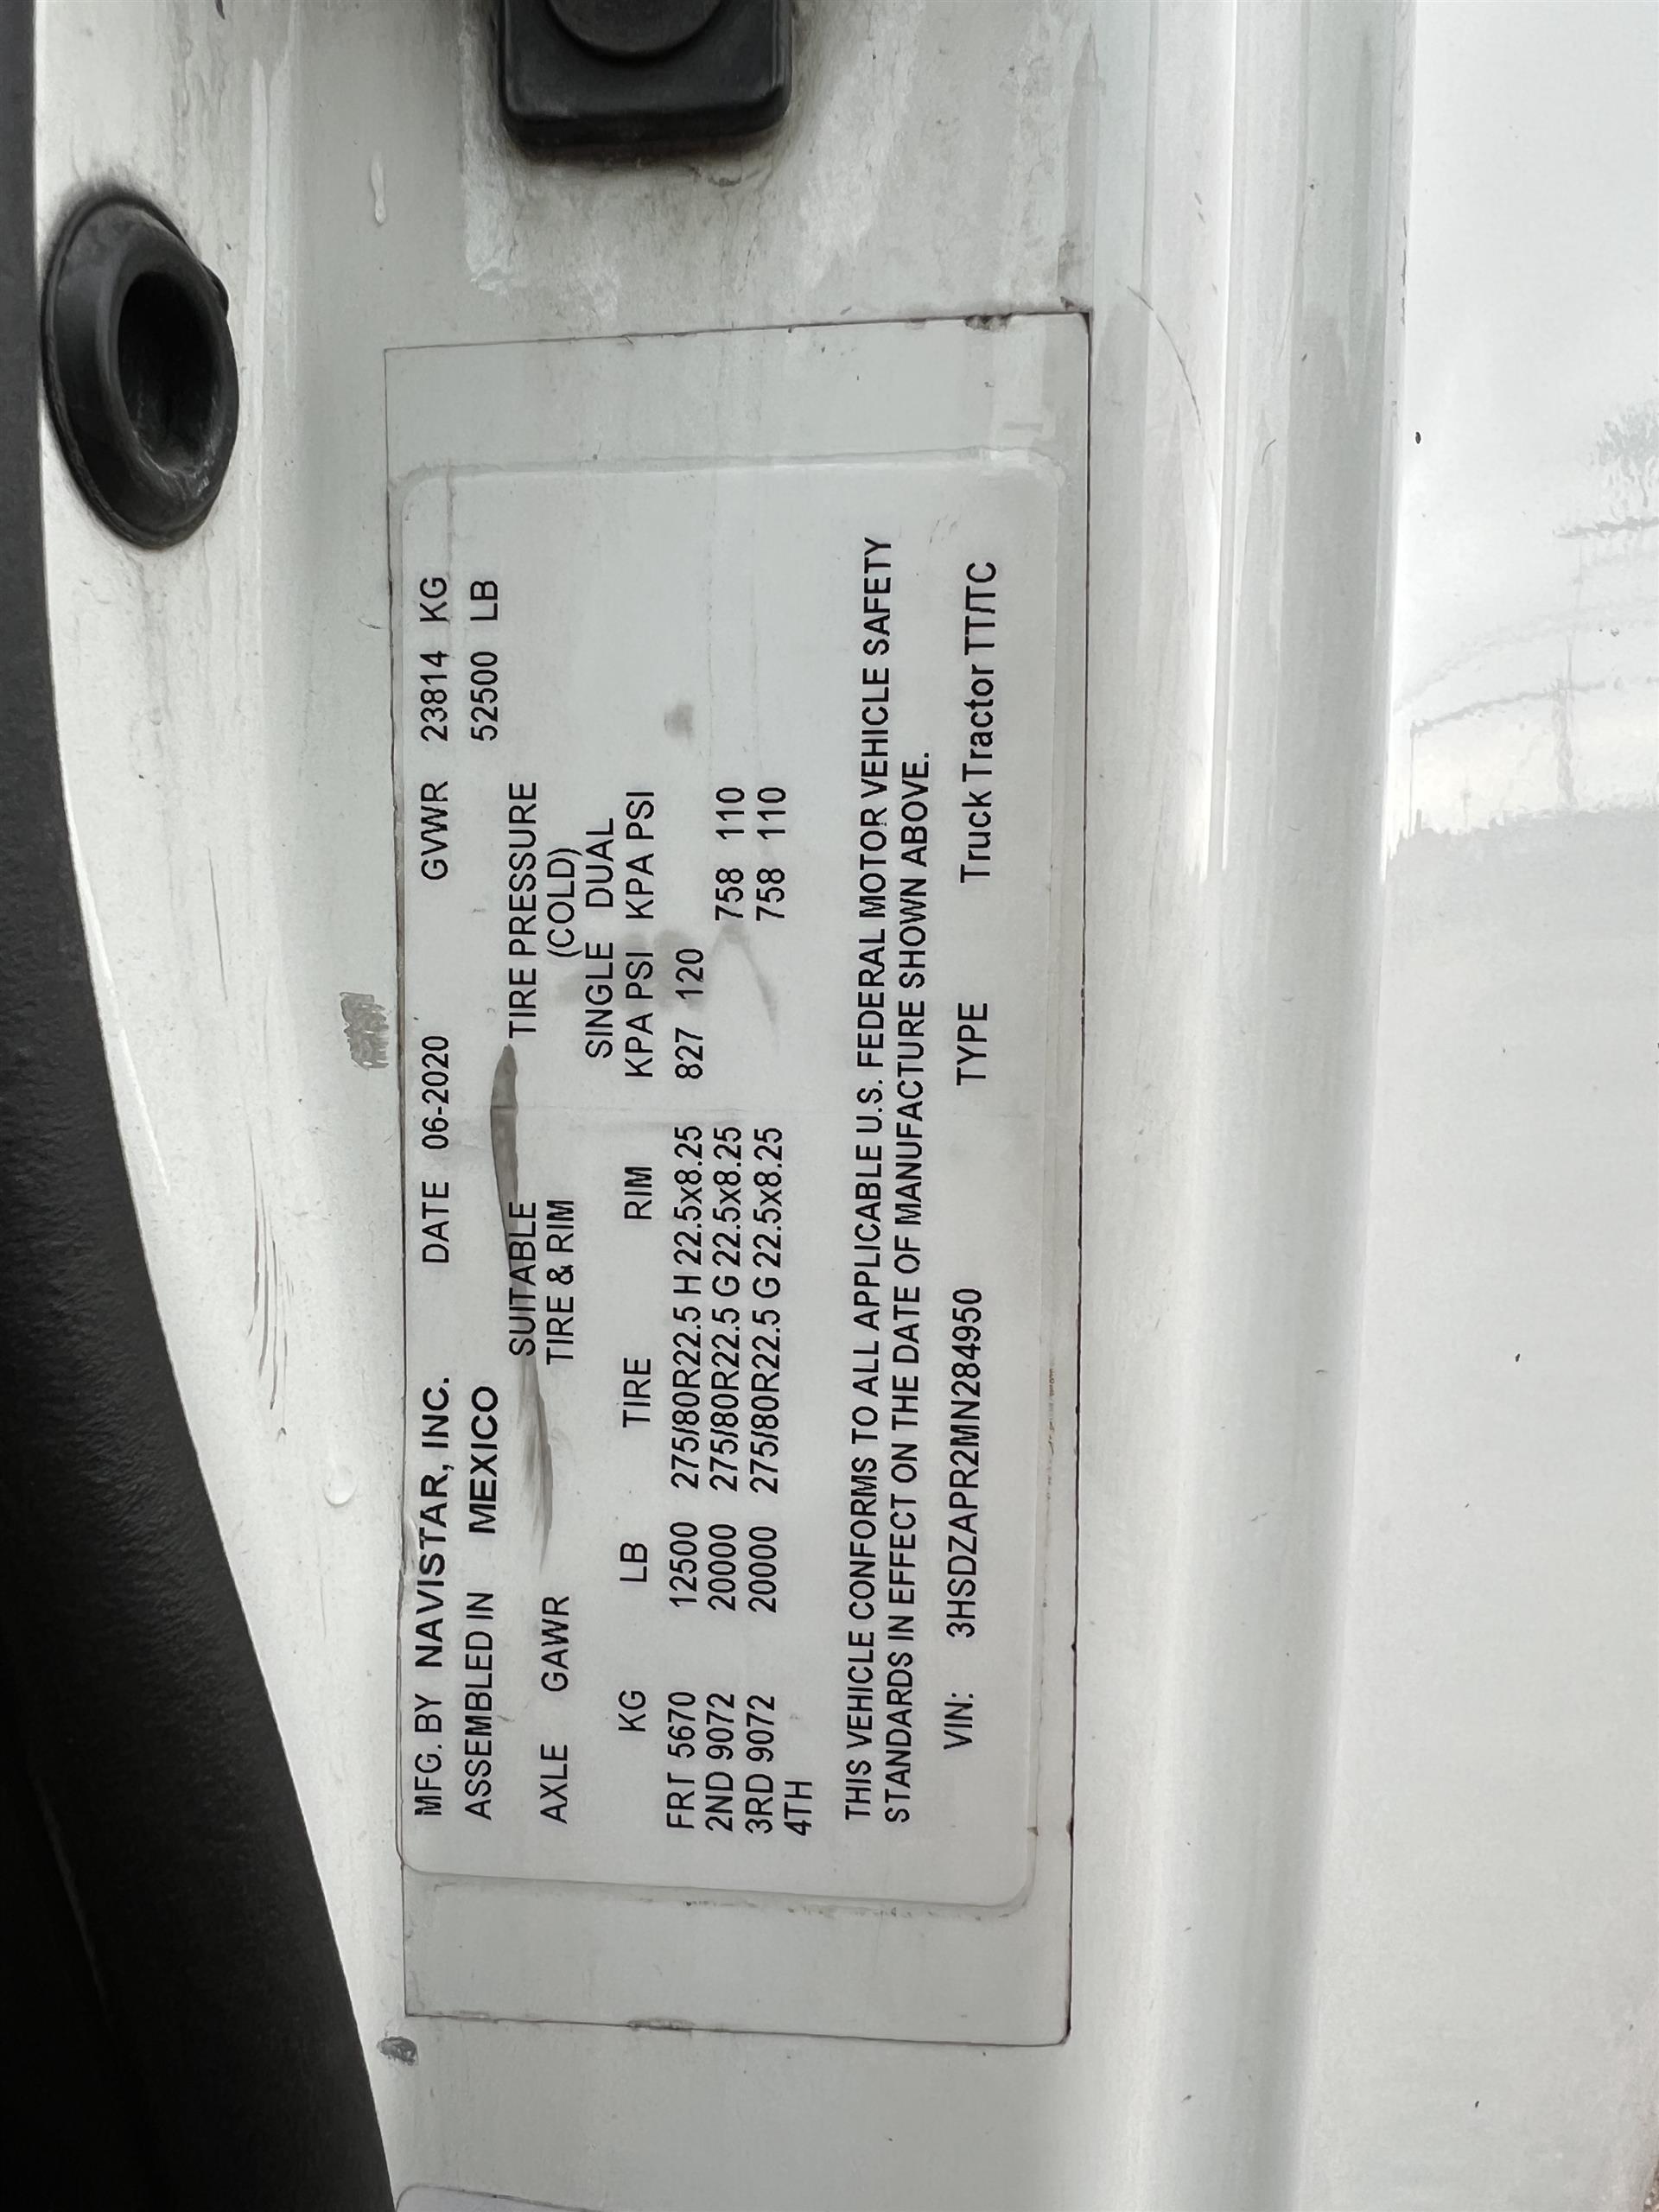 MFG. BY NAVISTAR, INC. DATE 06-2020 GVWR 23814 KG
ASSEMBLED IN MEXICO 52500 LB
SUITABLE TIRE PRESSURE
AXLE GAWR TIRE & RIM (COLD)
SINGLE DUAL
KG LB TIRE RIM KPA PSI KPA PSI
FRT 5670 12500 275/80R22.5 H 22.5x8.25 827 120
2ND 9072 20000 275/80R22.5 G 22.5x8.25 758 110
3RD 9072 20000 275/80R22.5 G 22.5x8.25 758 110
4TH
THIS VEHICLE CONFORMS TO ALL APPLICABLE U.S. FEDERAL MOTOR VEHICLE SAFETY
STANDARDS IN EFFECT ON THE DATE OF MANUFACTURE SHOWN ABOVE.
VIN: 3HSDZAPR2MN284950 TYPE Truck Tractor TT/TC